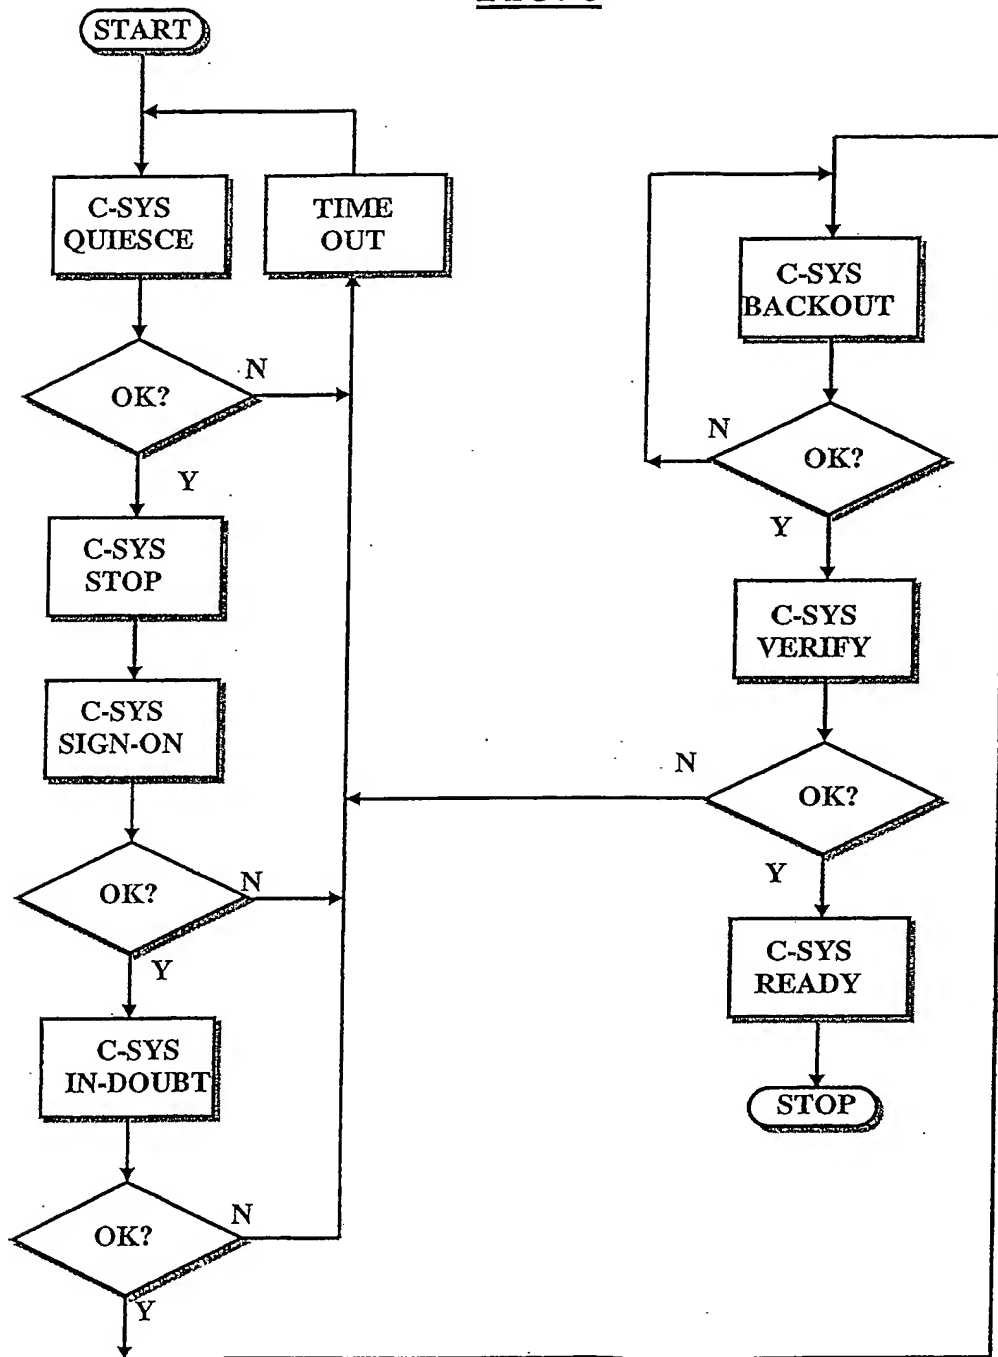 START
C-SYS
QUIESCE
TIME
OUT
OK?
N
Y
C-SYS
STOP
C-SYS
SIGN-ON
OK?
N
Y
C-SYS
IN-DOUBT
OK?
N
Y
C-SYS
BACKOUT
N
OK?
Y
C-SYS
VERIFY
N
OK?
Y
C-SYS
READY
STOP